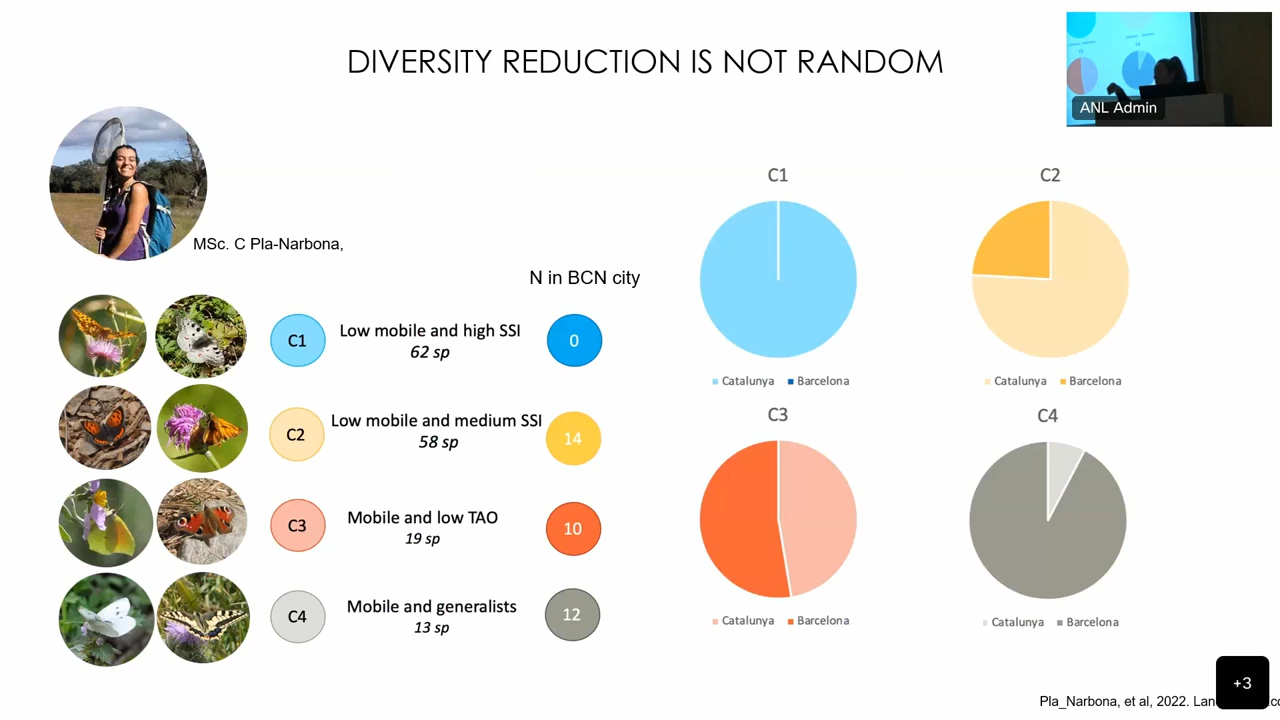 DIVERSITY REDUCTION IS NOT RANDOM
ANL Admin
MSc. C Pla-Narbona,
N in BCN city
C1
Low mobile and high SSI
62 sp
0
C2
Low mobile and medium SSI
58 sp
14
C3
Mobile and low TAO
19 sp
10
C4
Mobile and generalists
13 sp
12
C1
Catalunya Barcelona
C2
Catalunya Barcelona
C3
Catalunya Barcelona
C4
Catalunya Barcelona
+3
Pla_Narbona, et al, 2022.